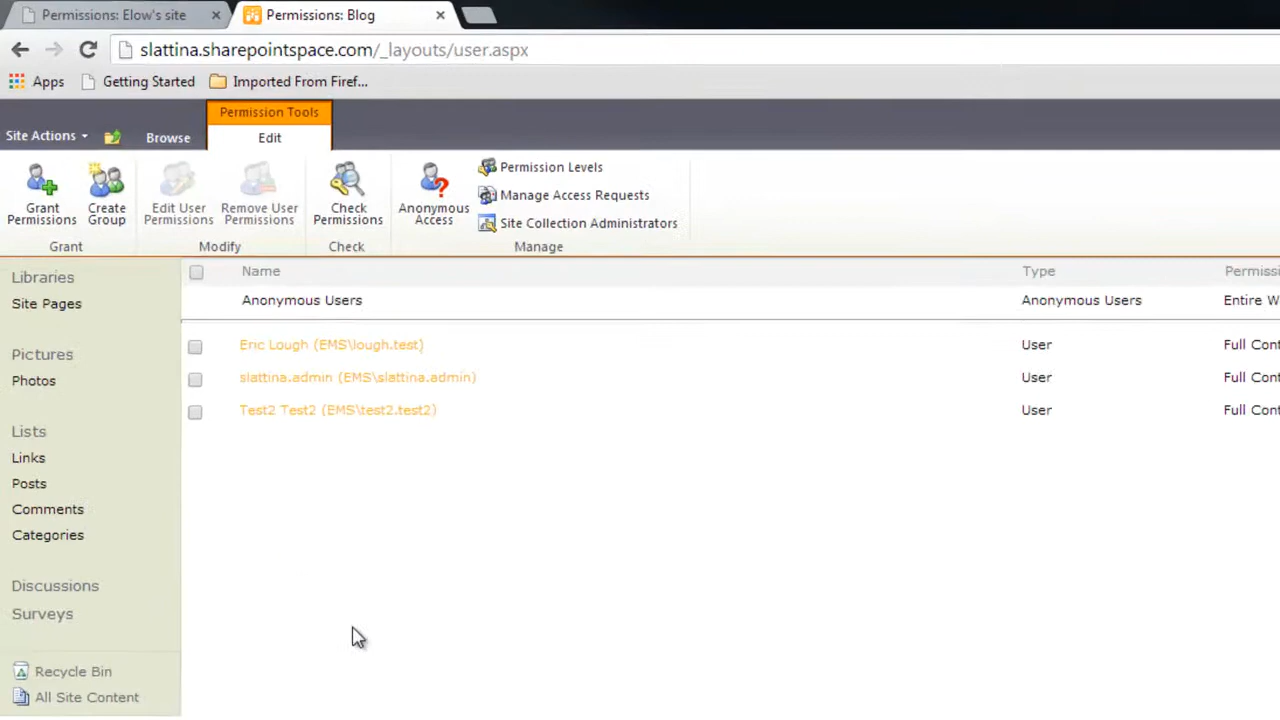 Permissions: Elow's site
Permissions: Blog
slattina.sharepointspace.com/_layouts/user.aspx
Apps Getting Started Imported From Firef...
Permission Tools
Site Actions Browse Edit
Grant Permissions
Create Group
Edit User Permissions
Remove User Permissions
Check Permissions
Anonymous Access
Permission Levels
Manage Access Requests
Site Collection Administrators
Grant Modify Check Manage
Libraries
Site Pages
Pictures
Photos
Lists
Links
Posts
Comments
Categories
Discussions
Surveys
Recycle Bin
All Site Content
Name Type Permissi
Anonymous Users Anonymous Users Entire W
Eric Lough (EMS\lough.test) User Full Cont
slattina.admin (EMS\slattina.admin) User Full Cont
Test2 Test2 (EMS\test2.test2) User Full Cont